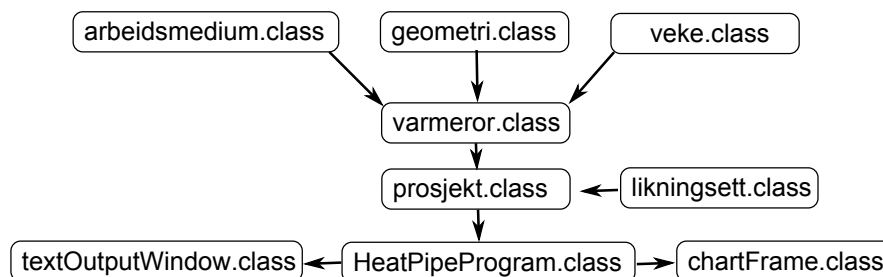 arbeidsmedium.class
geometri.class
veke.class
varmeror.class
prosjekt.class
likningsett.class
textOutputWindow.class
HeatPipeProgram.class
chartFrame.class